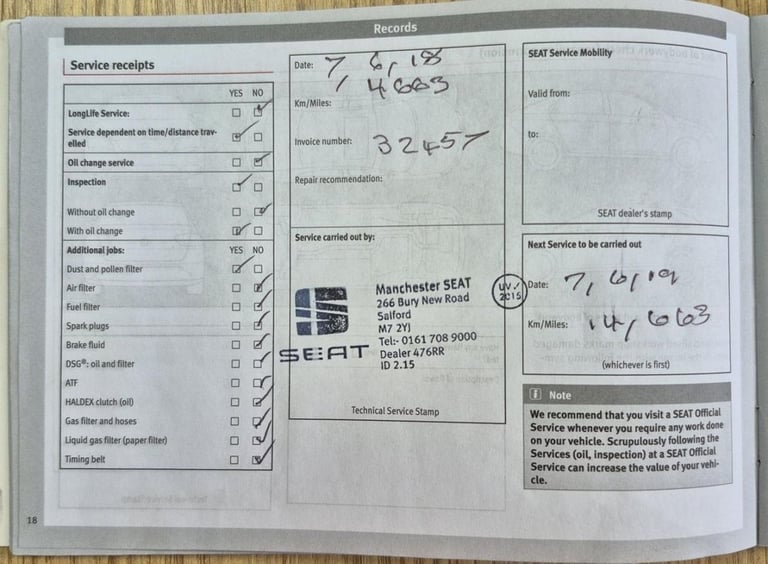 Records
Service receipts
YES NO
LongLife Service:
Service dependent on time/distance trav-
elled
Oil change service
Inspection
Without oil change
With oil change
Additional jobs: YES NO
Dust and pollen filter
Air filter
Fuel filter
Spark plugs
Brake fluid
DSG®: oil and filter
ATF
HALDEX clutch (oil)
Gas filter and hoses
Liquid gas filter (paper filter)
Timing belt
Date: 7, 6, 18
Km/Miles: 4663
Invoice number: 32457
Repair recommendation:
Service carried out by:
SEAT
Manchester SEAT
266 Bury New Road
Salford
M7 2YJ
Tel:- 0161 708 9000
Dealer 476RR
ID 2.15
Technical Service Stamp
UV✓
2015
SEAT Service Mobility
Valid from:
to:
SEAT dealer's stamp
Next Service to be carried out
Date: 7, 6, 19
Km/Miles: 14,663
(whichever is first)
i Note
We recommend that you visit a SEAT Official
Service whenever you require any work done
on your vehicle. Scrupulously following the
Services (oil, inspection) at a SEAT Official
Service can increase the value of your vehi-
cle.
18